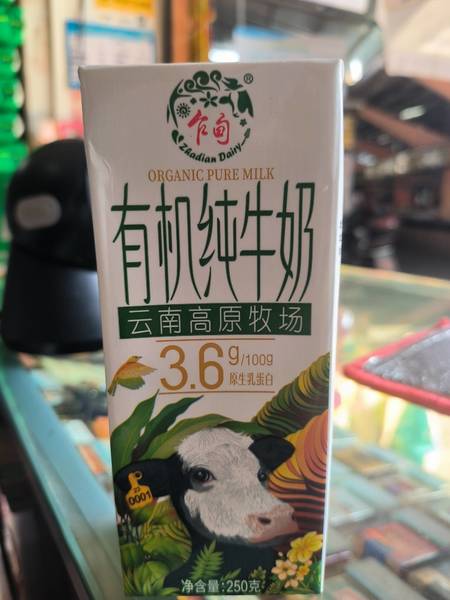 乍甸
®
Zhadian Dairy
ORGANIC PURE MILK
有机纯牛奶
云南高原牧场
3.6g/100g
原生乳蛋白
0001
净含量:250克